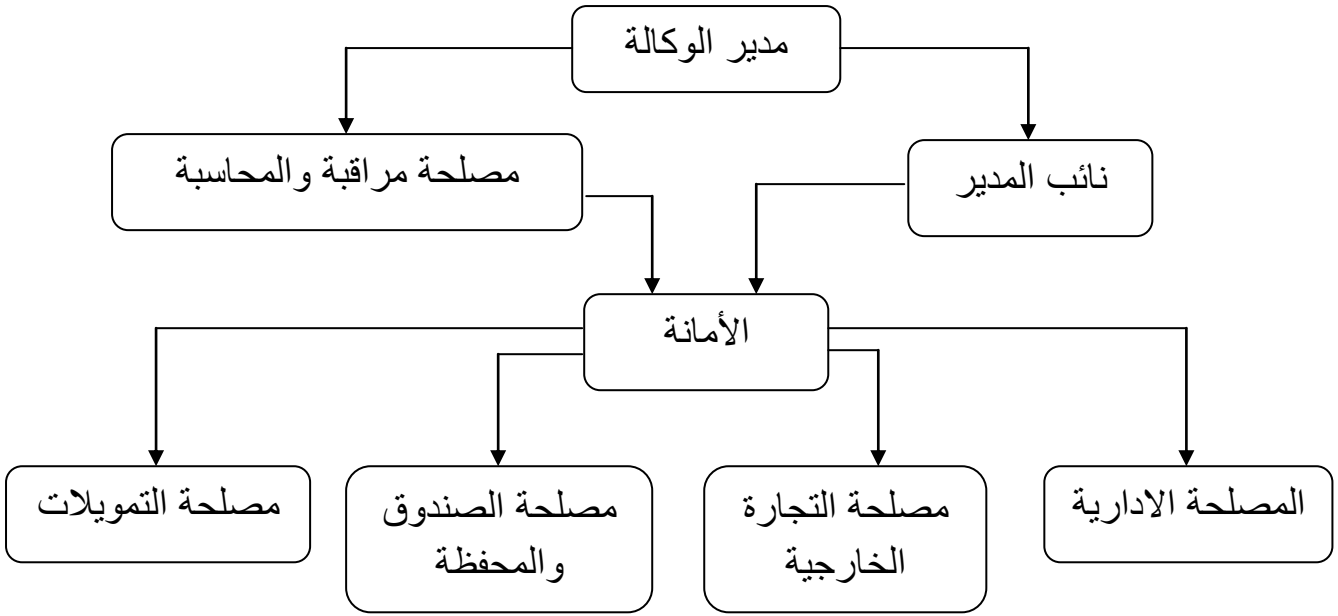 مدير الوكالة
نائب المدير
مصلحة مراقبة والمحاسبة
الأمانة
المصلحة الادارية
مصلحة التجارة
الخارجية
مصلحة الصندوق
والمحفظة
مصلحة التمويلات